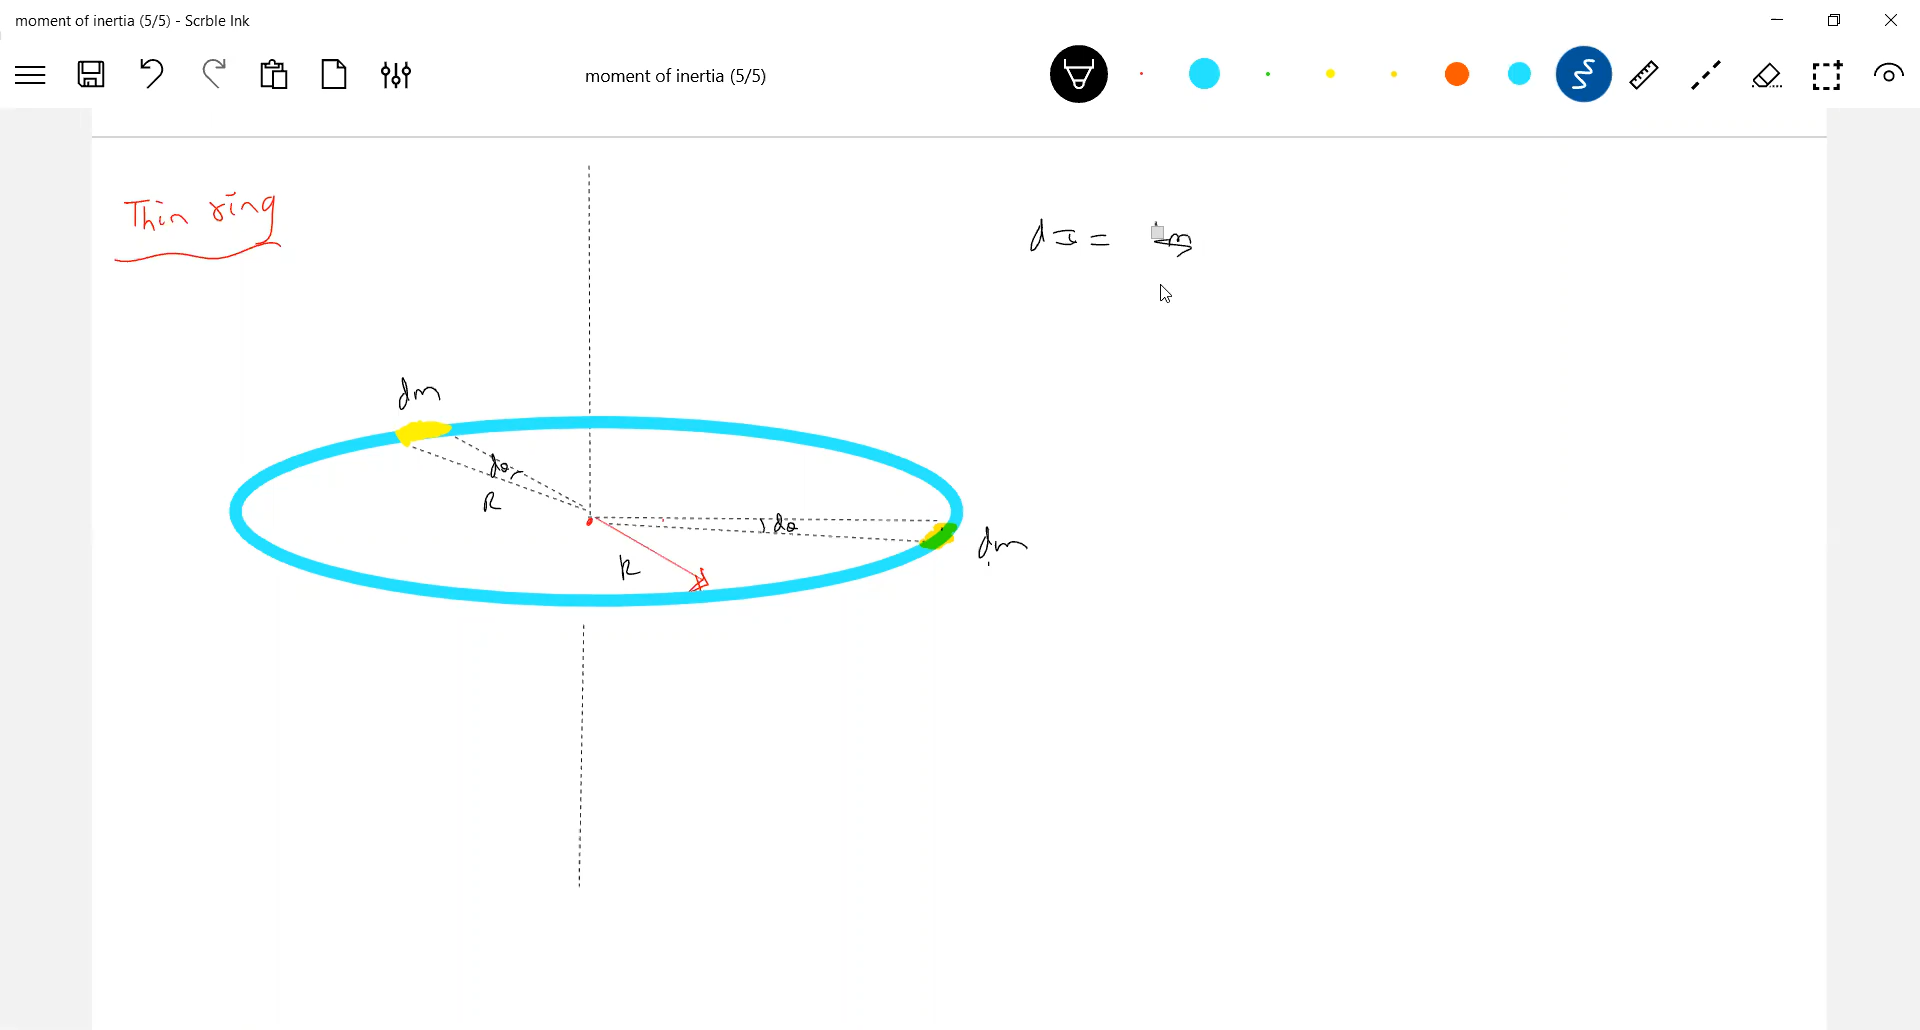 moment of inertia (5/5) - Scrble Ink
moment of inertia (5/5)
Thin ring
dI =
dm
dθ
R
dθ
dm
R